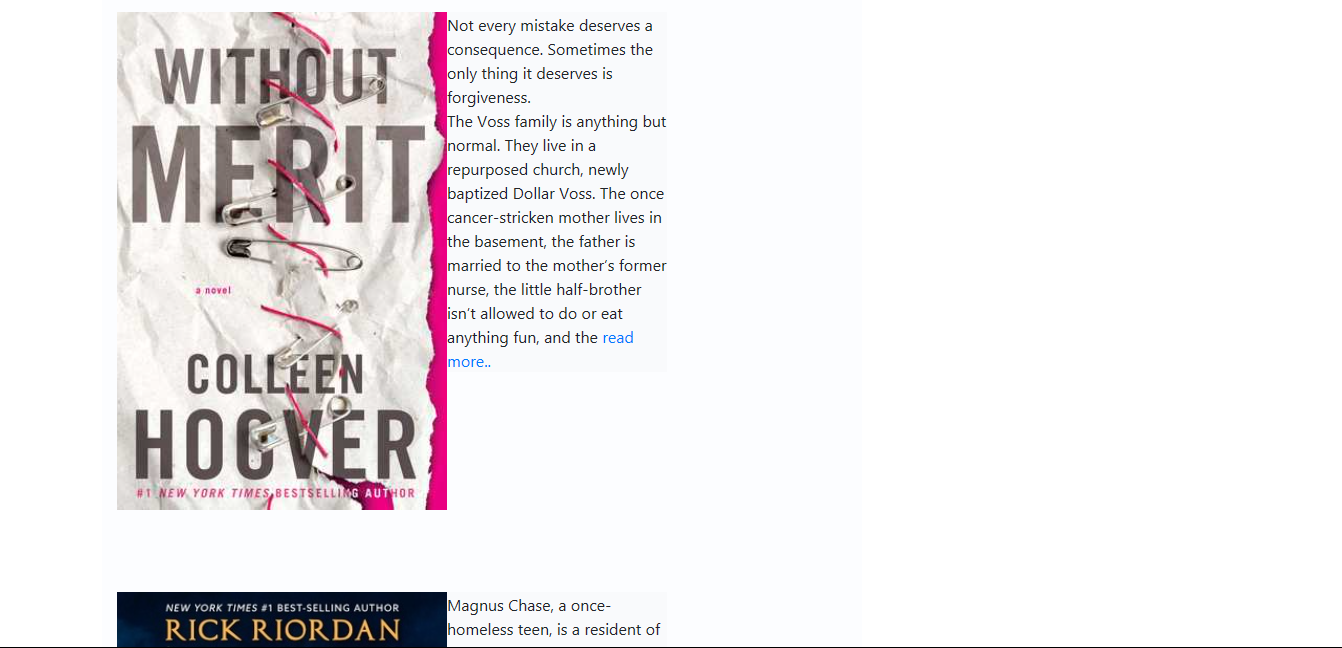 WITHOUT
MERIT
a novel
COLLEEN
HOOVER
#1 NEW YORK TIMES BESTSELLING AUTHOR
Not every mistake deserves a
consequence. Sometimes the
only thing it deserves is
forgiveness.
The Voss family is anything but
normal. They live in a
repurposed church, newly
baptized Dollar Voss. The once
cancer-stricken mother lives in
the basement, the father is
married to the mother’s former
nurse, the little half-brother
isn’t allowed to do or eat
anything fun, and the read
more..
NEW YORK TIMES #1 BEST-SELLING AUTHOR
RICK RIORDAN
Magnus Chase, a once-
homeless teen, is a resident of